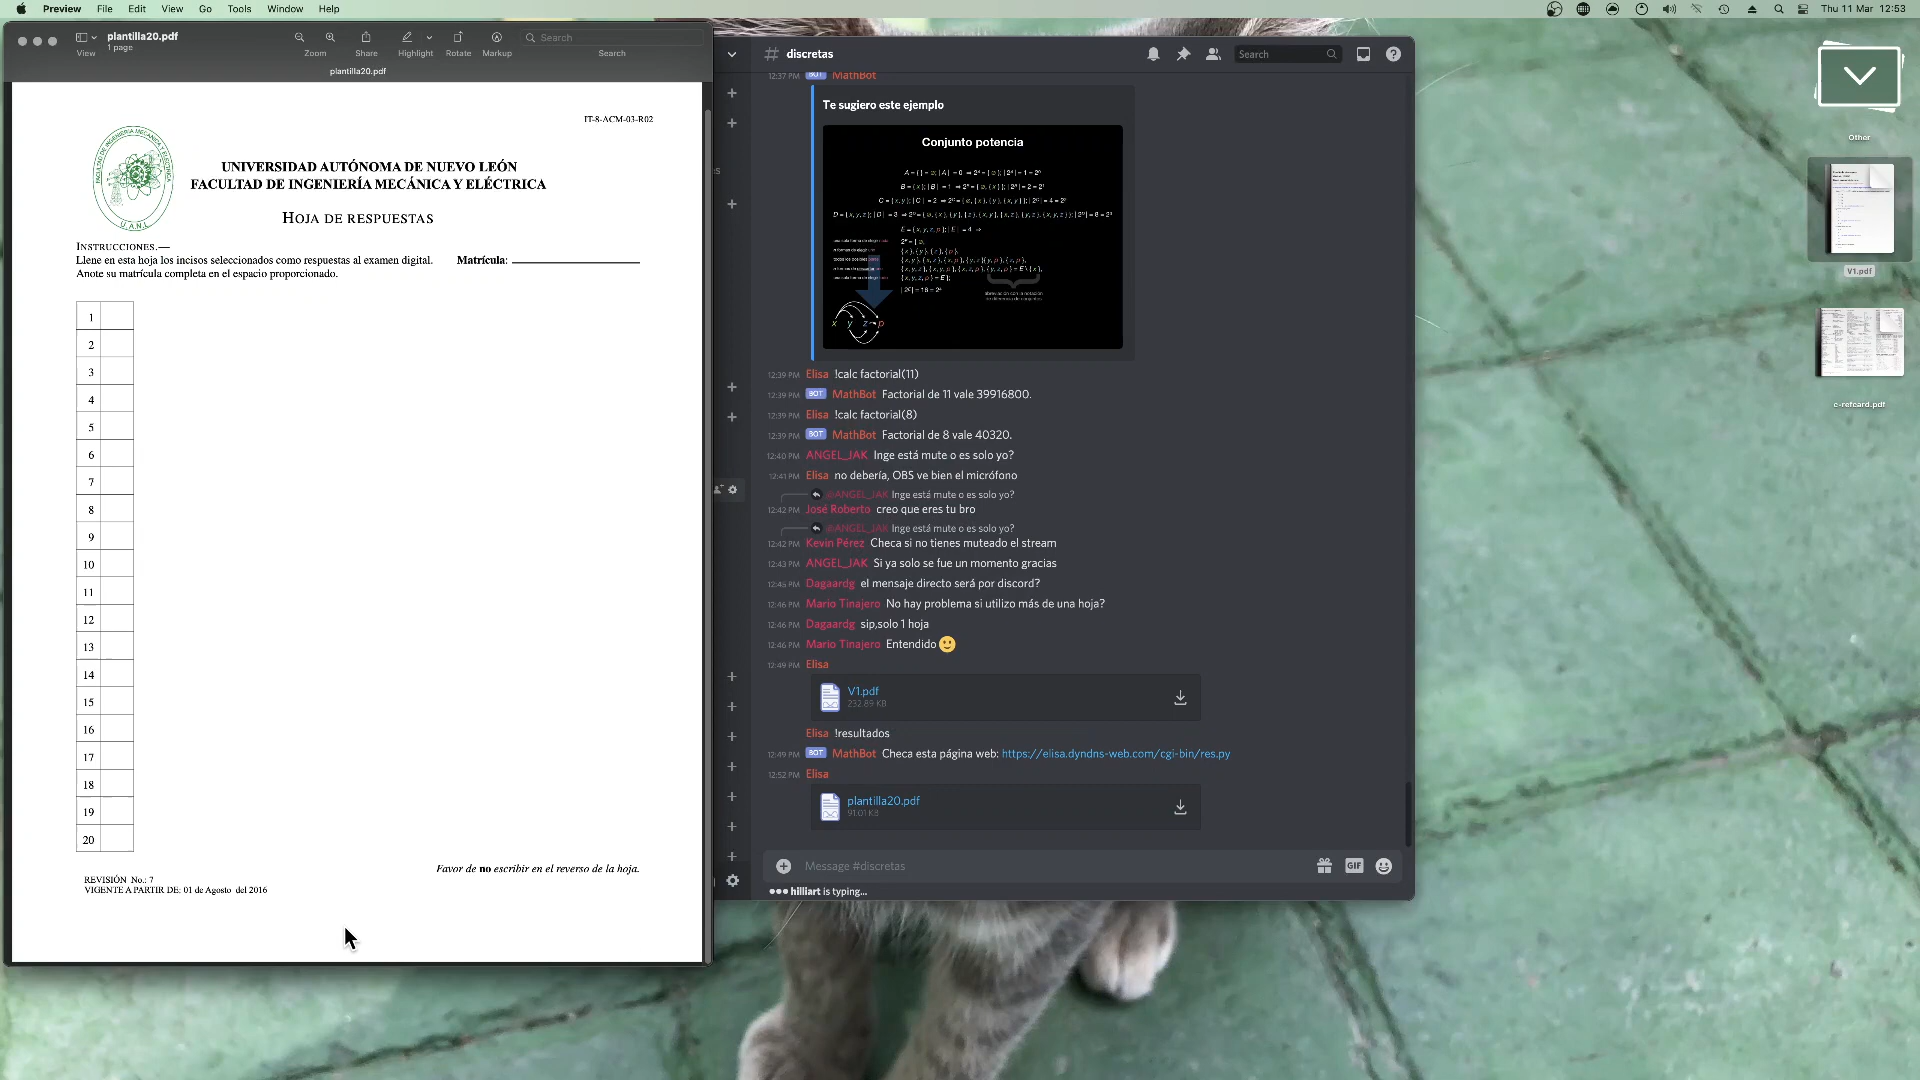 Preview File Edit View Go Tools Window Help
Thu 11 Mar 12:53
plantilla20.pdf
1 page
View
Zoom
Share
Highlight
Rotate
Markup
Search
Search
plantilla20.pdf
IT-8-ACM-03-R02
UNIVERSIDAD AUTÓNOMA DE NUEVO LEÓN
FACULTAD DE INGENIERÍA MECÁNICA Y ELÉCTRICA
HOJA DE RESPUESTAS
INSTRUCCIONES.—
Llene en esta hoja los incisos seleccionados como respuestas al examen digital.
Anote su matrícula completa en el espacio proporcionado.
Matrícula:
1
2
3
4
5
6
7
8
9
10
11
12
13
14
15
16
17
18
19
20
Favor de no escribir en el reverso de la hoja.
REVISIÓN No.: 7
VIGENTE A PARTIR DE: 01 de Agosto del 2016
# discretas
Search
12:37 PM BOT MathBot
Te sugiero este ejemplo
Conjunto potencia
x y z p
12:39 PM Elisa !calc factorial(11)
12:39 PM BOT MathBot Factorial de 11 vale 39916800.
12:39 PM Elisa !calc factorial(8)
12:39 PM BOT MathBot Factorial de 8 vale 40320.
12:40 PM ANGEL_JAK Inge está mute o es solo yo?
12:41 PM Elisa no debería, OBS ve bien el micrófono
@ANGEL_JAK Inge está mute o es solo yo?
12:42 PM José Roberto creo que eres tu bro
@ANGEL_JAK Inge está mute o es solo yo?
12:42 PM Kevin Pérez Checa si no tienes muteado el stream
12:43 PM ANGEL_JAK Si ya solo se fue un momento gracias
12:45 PM Dagaardg el mensaje directo será por discord?
12:46 PM Mario Tinajero No hay problema si utilizo más de una hoja?
12:46 PM Dagaardg sip,solo 1 hoja
12:46 PM Mario Tinajero Entendido 🙂
12:49 PM Elisa
V1.pdf
232.89 KB
Elisa !resultados
12:49 PM BOT MathBot Checa esta página web: https://elisa.dyndns-web.com/cgi-bin/res.py
12:52 PM Elisa
plantilla20.pdf
91.01 KB
Message #discretas
GIF
hilliart is typing...
Other
V1.pdf
c-refcard.pdf